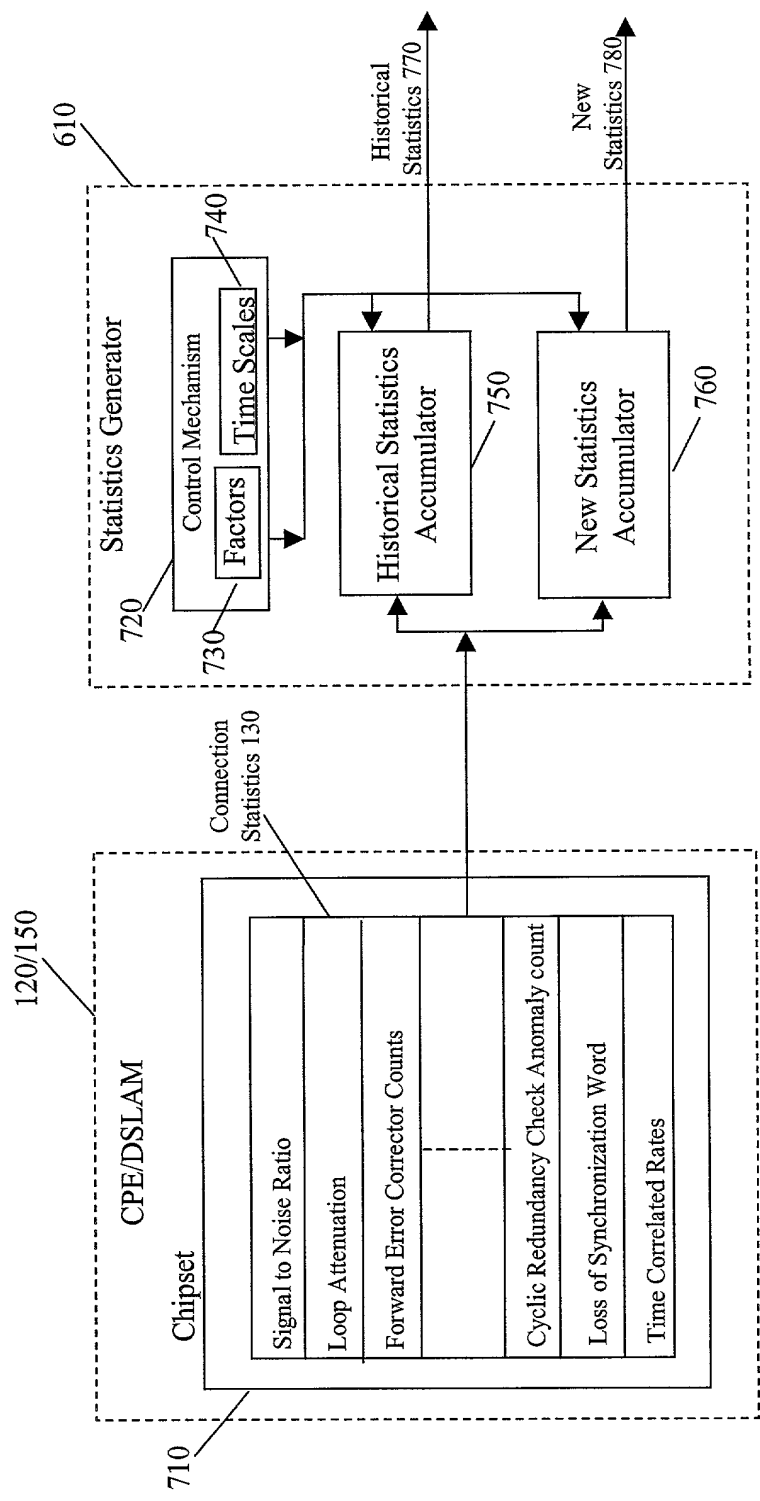 120/150
CPE/DSLAM
Chipset
710
Signal to Noise Ratio
Loop Attenuation
Forward Error Corrector Counts
Cyclic Redundancy Check Anomaly count
Loss of Synchronization Word
Time Correlated Rates
Connection
Statistics 130
610
Statistics Generator
720
Control Mechanism
730
Factors
740
Time Scales
Historical Statistics
Accumulator
750
New Statistics
Accumulator
760
Historical
Statistics 770
New
Statistics 780